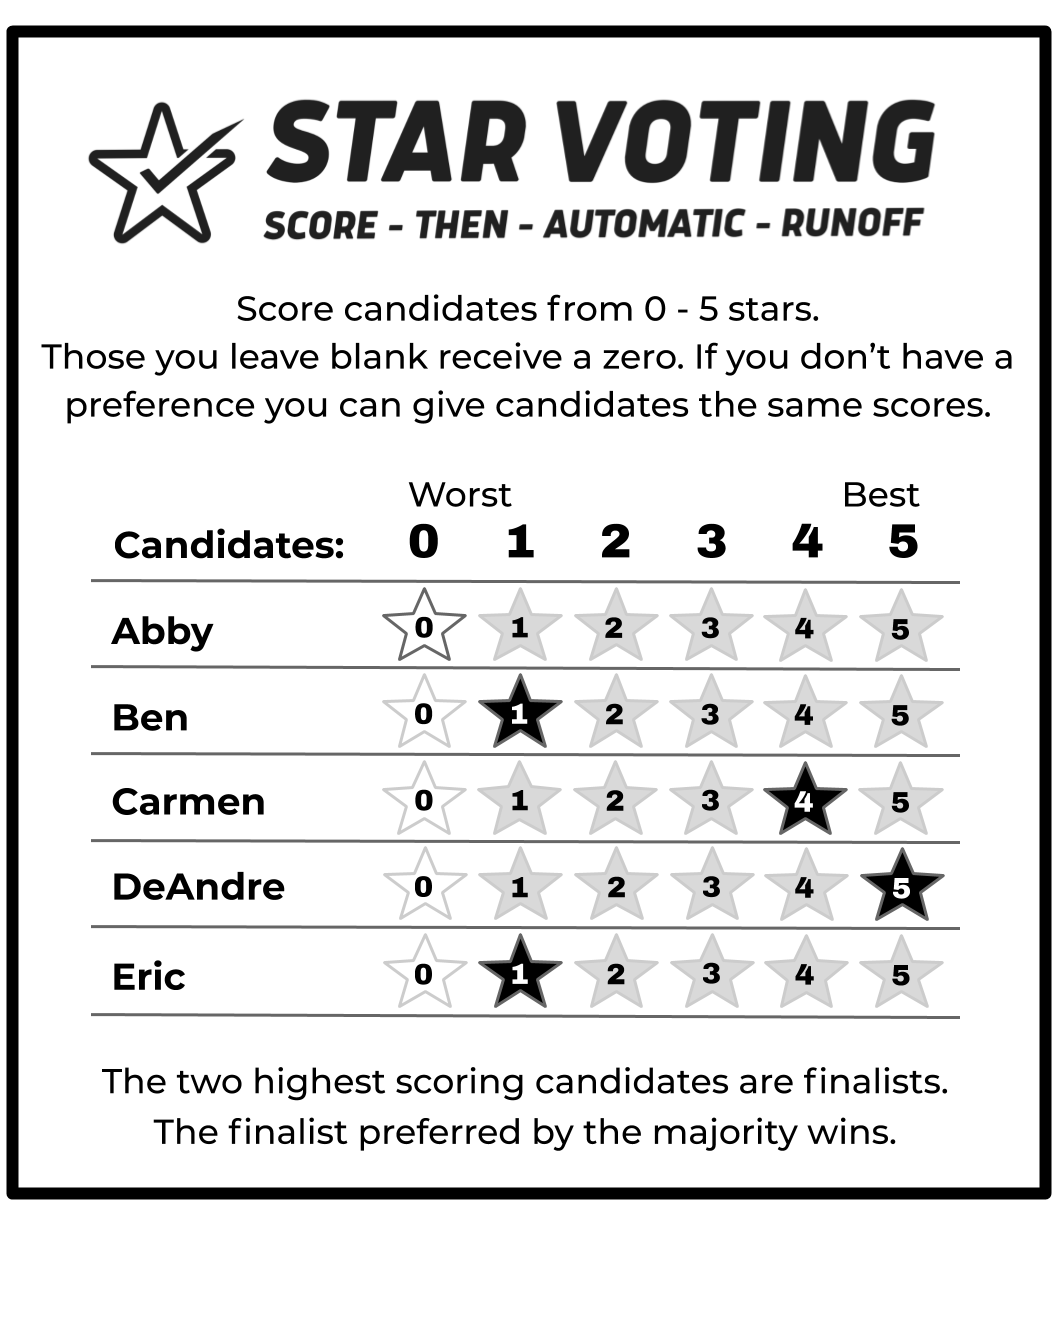 STAR VOTING
SCORE - THEN - AUTOMATIC - RUNOFF
Score candidates from 0 - 5 stars.
Those you leave blank receive a zero. If you don’t have a
preference you can give candidates the same scores.
Worst Best
Candidates: 0 1 2 3 4 5
Abby 0 1 2 3 4 5
Ben 0 1 2 3 4 5
Carmen 0 1 2 3 4 5
DeAndre 0 1 2 3 4 5
Eric 0 1 2 3 4 5
The two highest scoring candidates are finalists.
The finalist preferred by the majority wins.